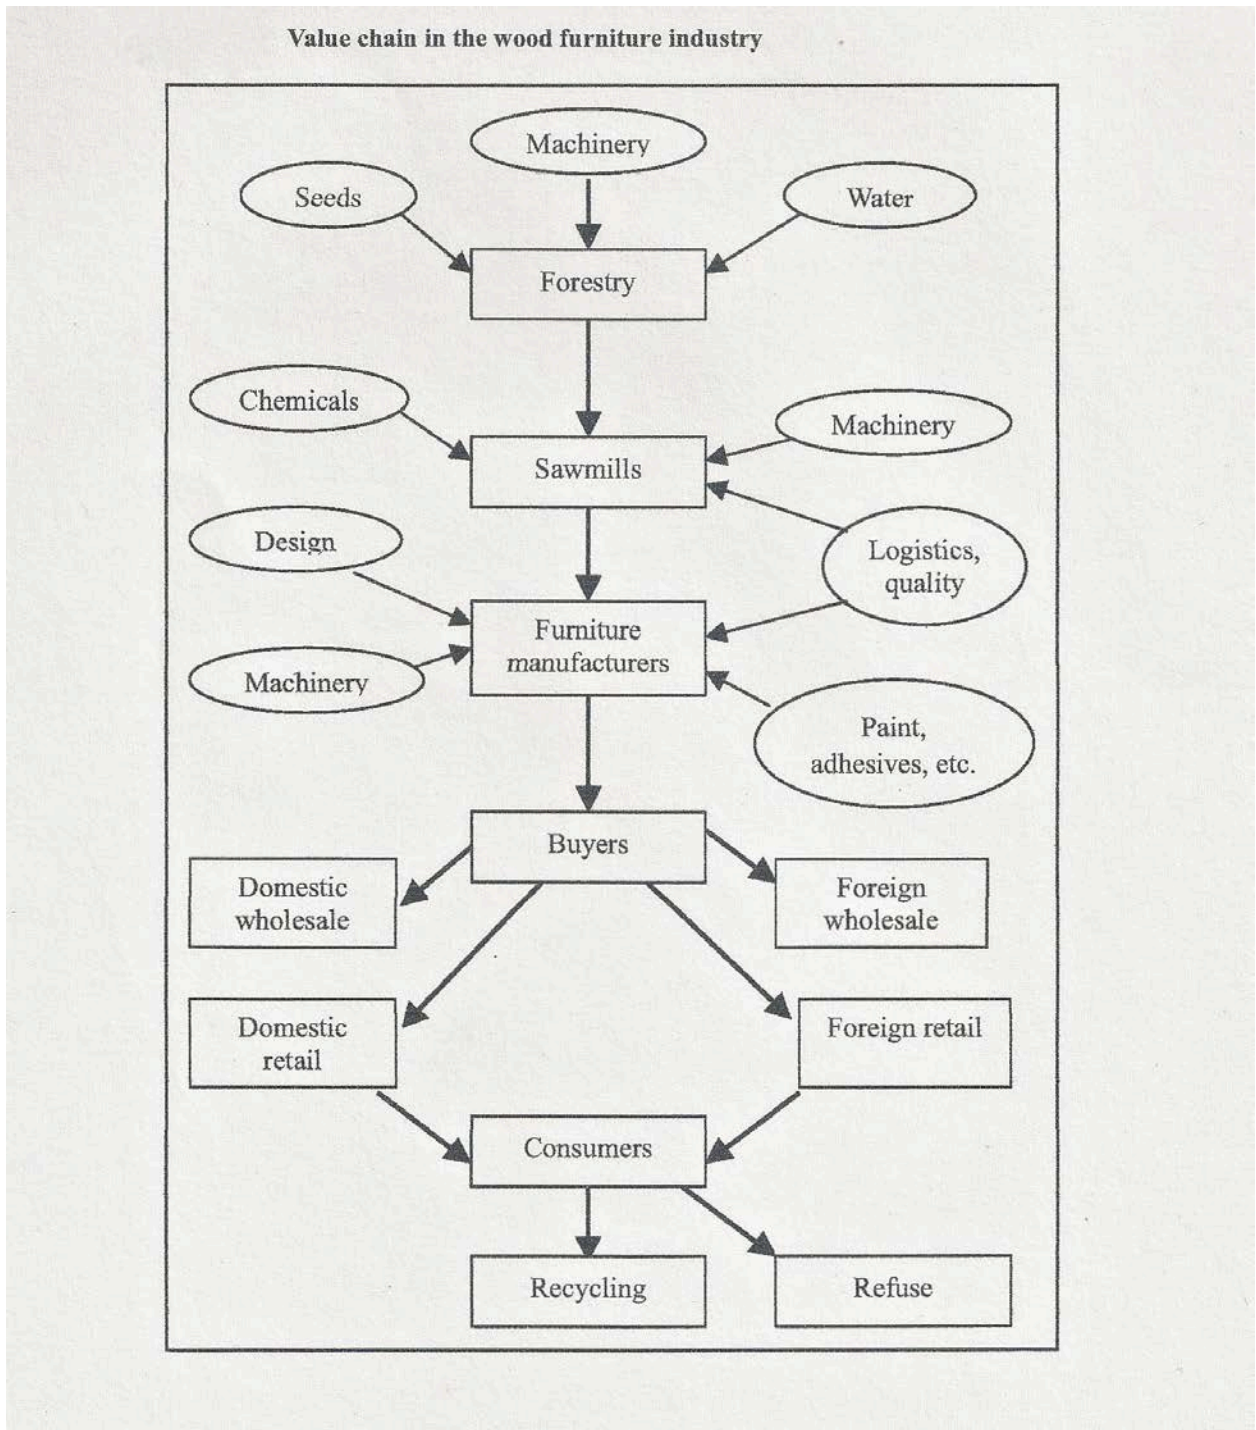 Value chain in the wood furniture industry
Machinery
Seeds
Water
Forestry
Chemicals
Machinery
Sawmills
Design
Logistics,
quality
Furniture
manufacturers
Machinery
Paint,
adhesives, etc.
Buyers
Domestic
wholesale
Foreign
wholesale
Domestic
retail
Foreign retail
Consumers
Recycling
Refuse